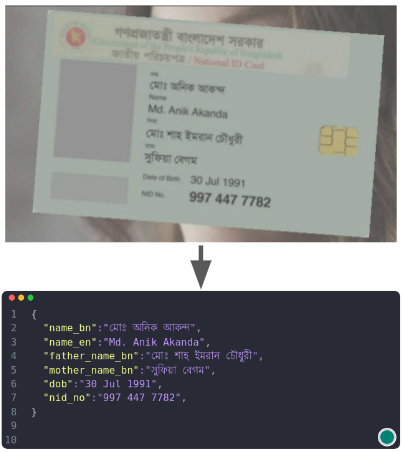 গণপ্রজাতন্ত্রী বাংলাদেশ সরকার
Government of the People's Republic of Bangladesh
জাতীয় পরিচয়পত্র / National ID Card
নাম
মোঃ অনিক আকন্দ
Name
Md. Anik Akanda
পিতা
মোঃ শাহ ইমরান চৌধুরী
মাতা
সুফিয়া বেগম
Date of Birth 30 Jul 1991
NID No. 997 447 7782
1 {
2 "name_bn":"মোঃ অনিক আকন্দ",
3 "name_en":"Md. Anik Akanda",
4 "father_name_bn":"মোঃ শাহ ইমরান চৌধুরী",
5 "mother_name_bn":"সুফিয়া বেগম",
6 "dob":"30 Jul 1991",
7 "nid_no":"997 447 7782",
8 }
9
10